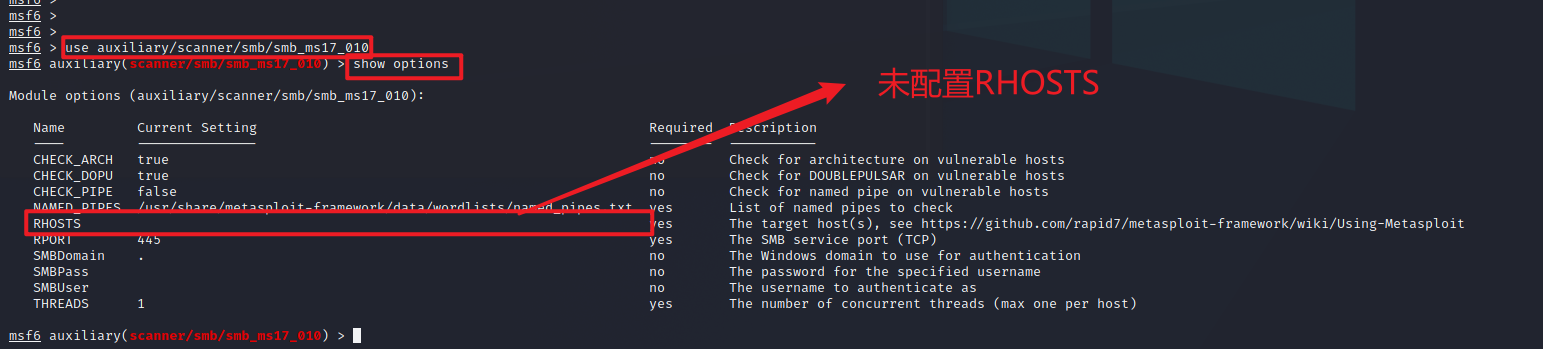 msf6 >
msf6 >
msf6 >
msf6 > use auxiliary/scanner/smb/smb_ms17_010
msf6 auxiliary(scanner/smb/smb_ms17_010) > show options
未配置RHOSTS
Module options (auxiliary/scanner/smb/smb_ms17_010):
Name Current Setting Required Description
CHECK_ARCH true no Check for architecture on vulnerable hosts
CHECK_DOPU true no Check for DOUBLEPULSAR on vulnerable hosts
CHECK_PIPE false no Check for named pipe on vulnerable hosts
NAMED_PIPES /usr/share/metasploit-framework/data/wordlists/named_pipes.txt yes List of named pipes to check
RHOSTS yes The target host(s), see https://github.com/rapid7/metasploit-framework/wiki/Using-Metasploit
RPORT 445 yes The SMB service port (TCP)
SMBDomain . no The Windows domain to use for authentication
SMBPass no The password for the specified username
SMBUser no The username to authenticate as
THREADS 1 yes The number of concurrent threads (max one per host)
msf6 auxiliary(scanner/smb/smb_ms17_010) >